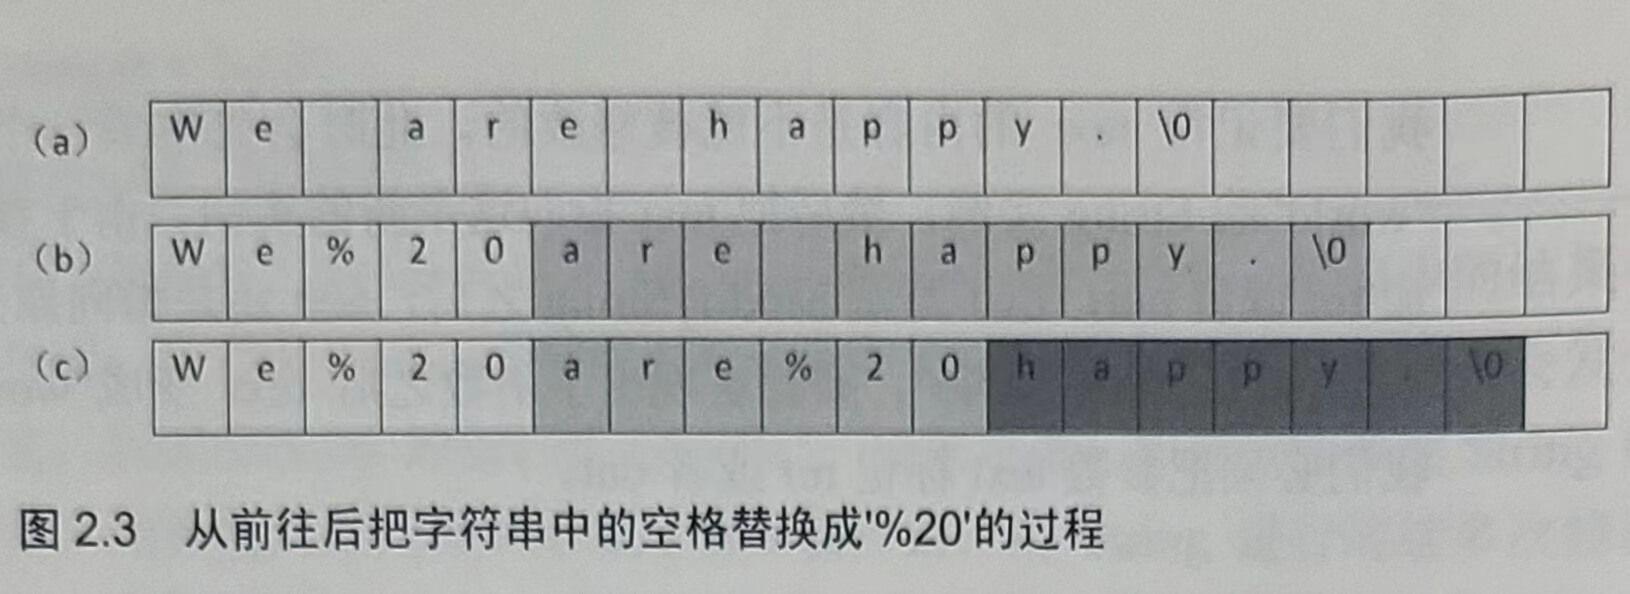 (a) W e a r e h a p p y . \0
(b) W e % 2 0 a r e h a p p y . \0
(c) W e % 2 0 a r e % 2 0 h a p p y . \0
图 2.3 从前往后把字符串中的空格替换成'%20'的过程